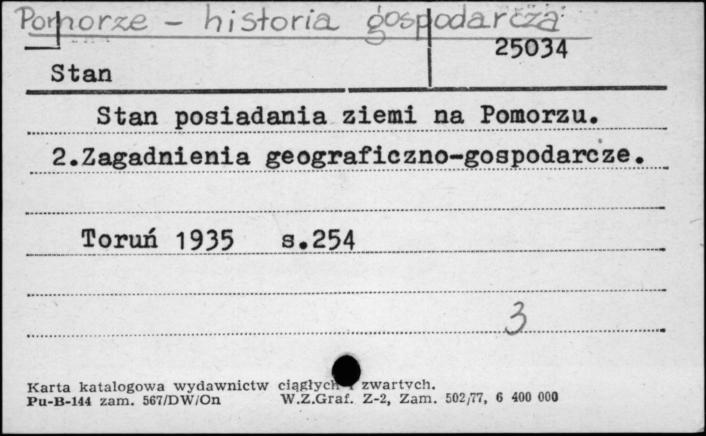 Pomorze - historia gospodarcza
25034
Stan
Stan posiadania ziemi na Pomorzu.
2.Zagadnienia geograficzno-gospodarcze.
Toruń 1935 s.254
3
Karta katalogowa wydawnictw ciągłych i zwartych.
Pu-B-144 zam. 567/DW/On W.Z.Graf. Z-2, Zam. 502/77, 6 400 000